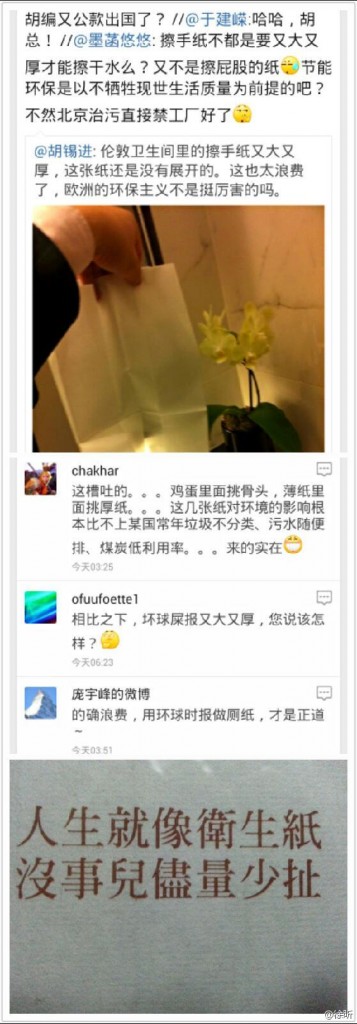 胡编又公款出国了？//@于建嵘:哈哈，胡
总！//@墨菡悠悠：擦手纸不都是要又大又
厚才能擦干水么？又不是擦屁股的纸 节能
环保是以不牺牲现世生活质量为前提的吧？
不然北京治污直接禁工厂好了
@胡锡进: 伦敦卫生间里的擦手纸又大又
厚，这张纸还是没有展开的。这也太浪费
了，欧洲的环保主义不是挺厉害的吗。
chakhar
这槽吐的。。。鸡蛋里面挑骨头，薄纸里
面挑厚纸。。。这几张纸对环境的影响根
本比不上某国常年垃圾不分类、污水随便
排、煤炭低利用率。。。来的实在
今天03:25
ofuufoette1
相比之下，坏球屎报又大又厚，您说该怎
样？
今天06:23
庞宇峰的微博
的确浪费，用环球时报做厕纸，才是正道
~
今天03:51
人生就像衛生紙
沒事兒儘量少扯
@徐昕